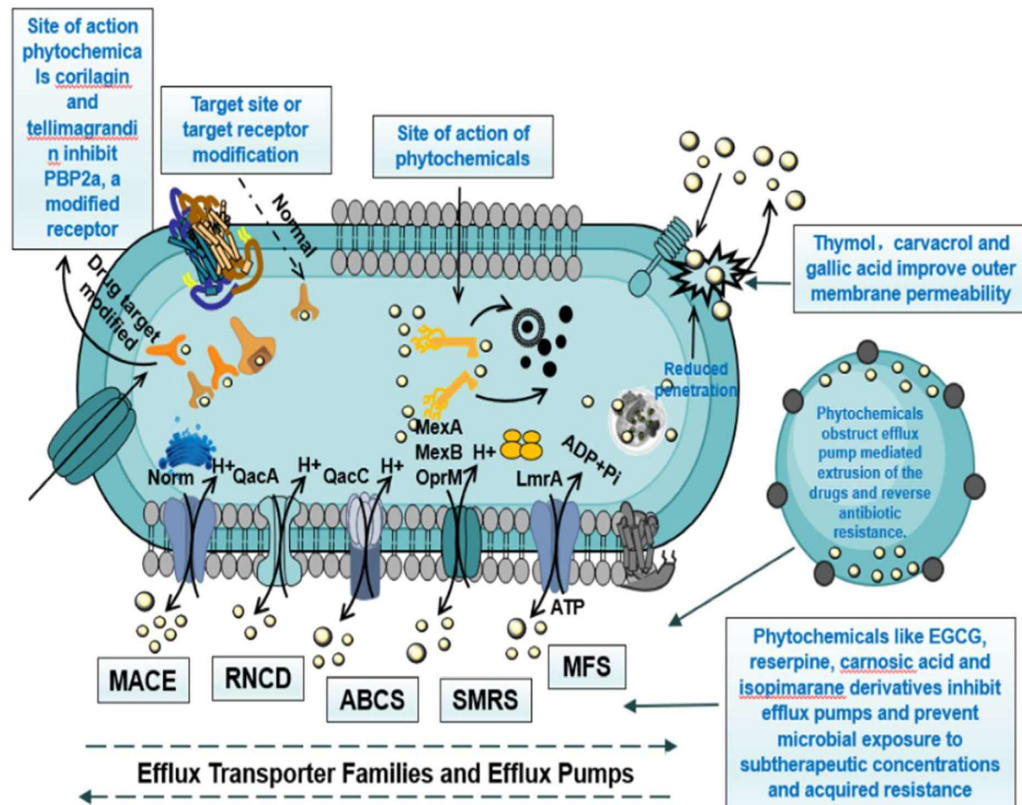 Site of action
phytochemica
ls corilagin
and
tellimagrandi
n inhibit
PBP2a, a
modified
receptor
Target site or
target receptor
modification
Site of action of
phytochemicals
Thymol, carvacrol and
gallic acid improve outer
membrane permeability
Normal
Drug target
modified
Reduced
penetration
Phytochemicals
obstruct efflux
pump mediated
extrusion of the
drugs and reverse
antibiotic
resistance.
MexA
MexB
OprM
H+
Norm
H+
QacA
H+
QacC
H+
LmrA
ADP+Pi
ATP
MACE
RNCD
ABCS
SMRS
MFS
Phytochemicals like EGCG,
reserpine, carnosic acid and
isopimarane derivatives inhibit
efflux pumps and prevent
microbial exposure to
subtherapeutic concentrations
and acquired resistance
Efflux Transporter Families and Efflux Pumps